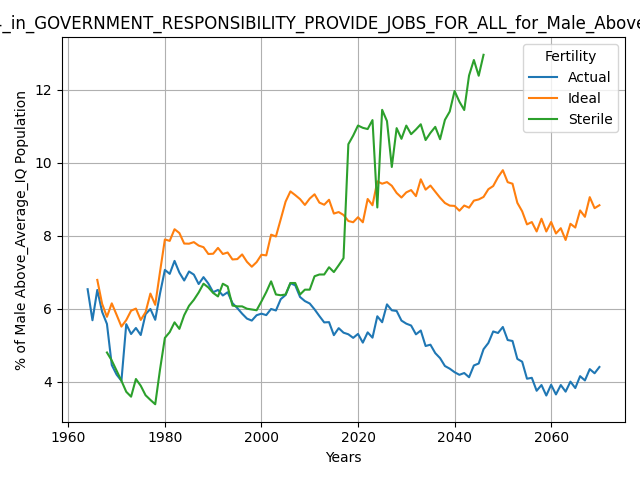 _in_GOVERNMENT_RESPONSIBILITY_PROVIDE_JOBS_FOR_ALL_for_Male_Above
Fertility
Actual
Ideal
Sterile
% of Male Above_Average_IQ Population
12
10
8
6
4
1960 1980 2000 2020 2040 2060
Years